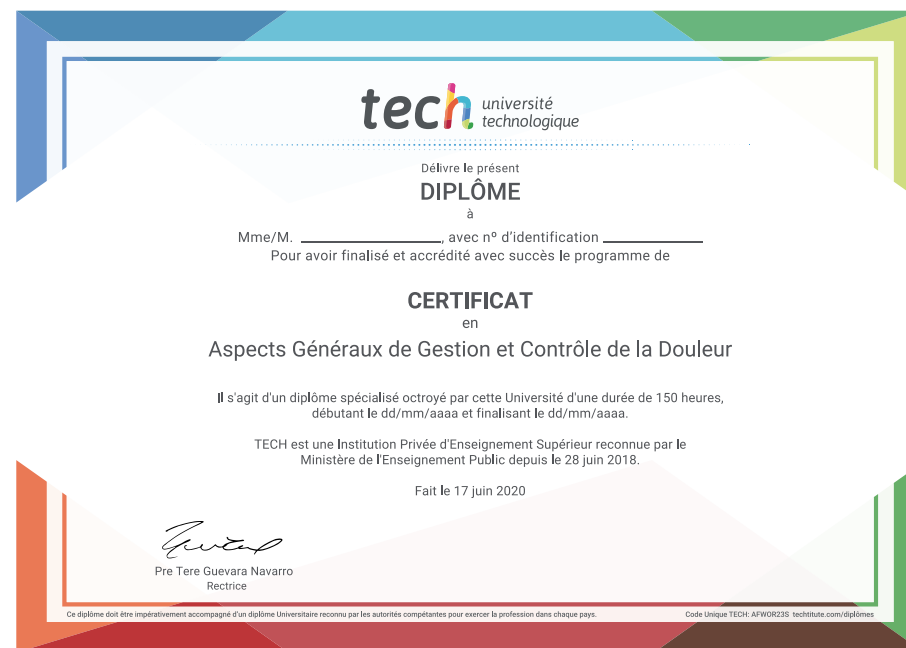 tech université
technologique
Délivre le présent
DIPLÔME
à
Mme/M. ____________________, avec nº d'identification ______________
Pour avoir finalisé et accrédité avec succès le programme de
CERTIFICAT
en
Aspects Généraux de Gestion et Contrôle de la Douleur
Il s'agit d'un diplôme spécialisé octroyé par cette Université d'une durée de 150 heures,
débutant le dd/mm/aaaa et finalisant le dd/mm/aaaa.
TECH est une Institution Privée d'Enseignement Supérieur reconnue par le
Ministère de l'Enseignement Public depuis le 28 juin 2018.
Fait le 17 juin 2020
Pre Tere Guevara Navarro
Rectrice
Ce diplôme doit être impérativement accompagné d'un diplôme Universitaire reconnu par les autorités compétentes pour exercer la profession dans chaque pays. Code Unique TECH: AFWOR23S techtitute.com/diplômes